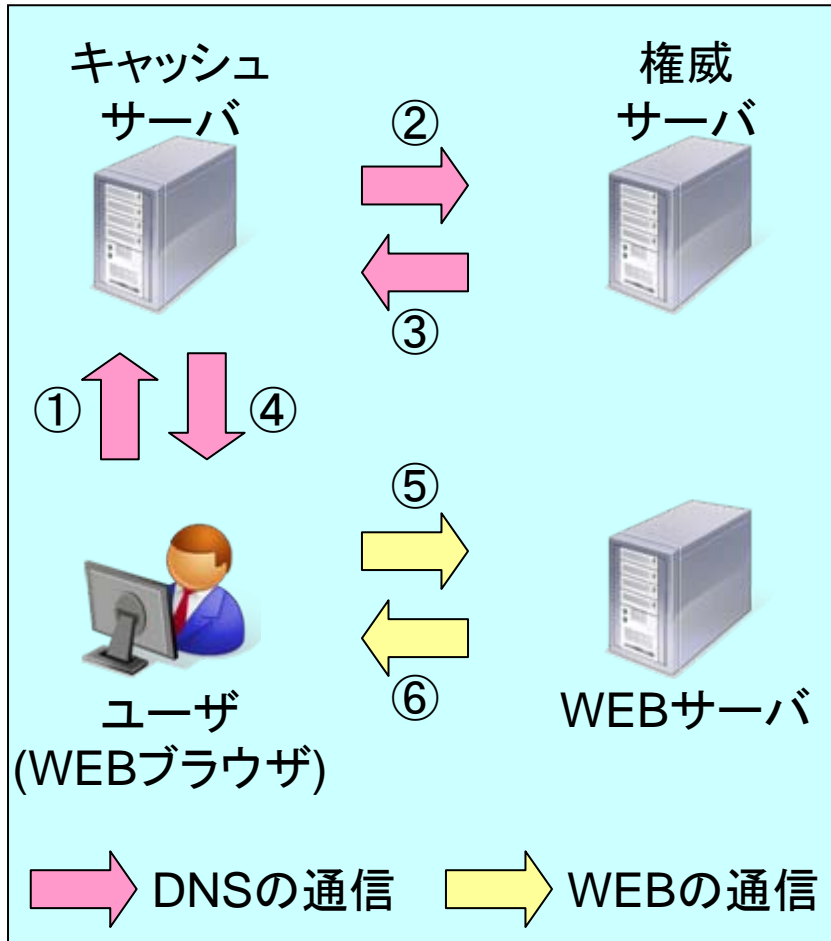 キャッシュ
サーバ
権威
サーバ
②
③
①
④
⑤
⑥
ユーザ
(WEBブラウザ)
WEBサーバ
DNSの通信
WEBの通信